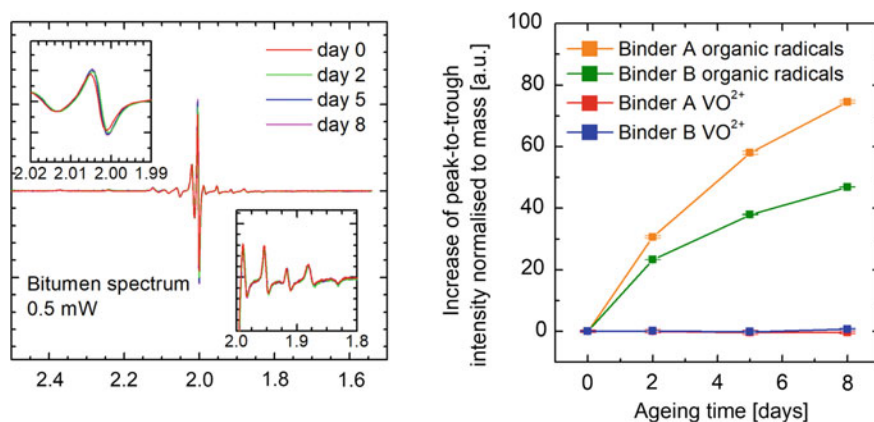 day 0
day 2
day 5
day 8
2.02 2.01 2.00 1.99
Bitumen spectrum
0.5 mW
2.0 1.9 1.8
2.4 2.2 2.0 1.8 1.6
Increase of peak-to-trough
intensity normalised to mass [a.u.]
100
80
60
40
20
0
Binder A organic radicals
Binder B organic radicals
Binder A VO²⁺
Binder B VO²⁺
0 2 4 6 8
Ageing time [days]